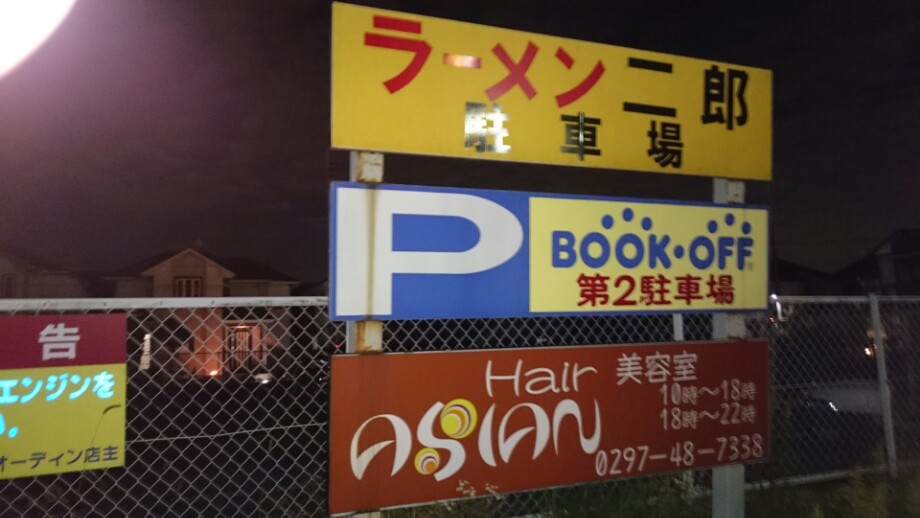 ラーメン二郎
駐車場
P
BOOK・OFF
第2駐車場
Hair 美容室
ASIAN
10時〜18時
18時〜22時
0297-48-7338
告
エンジンを
い。
オーディン店主